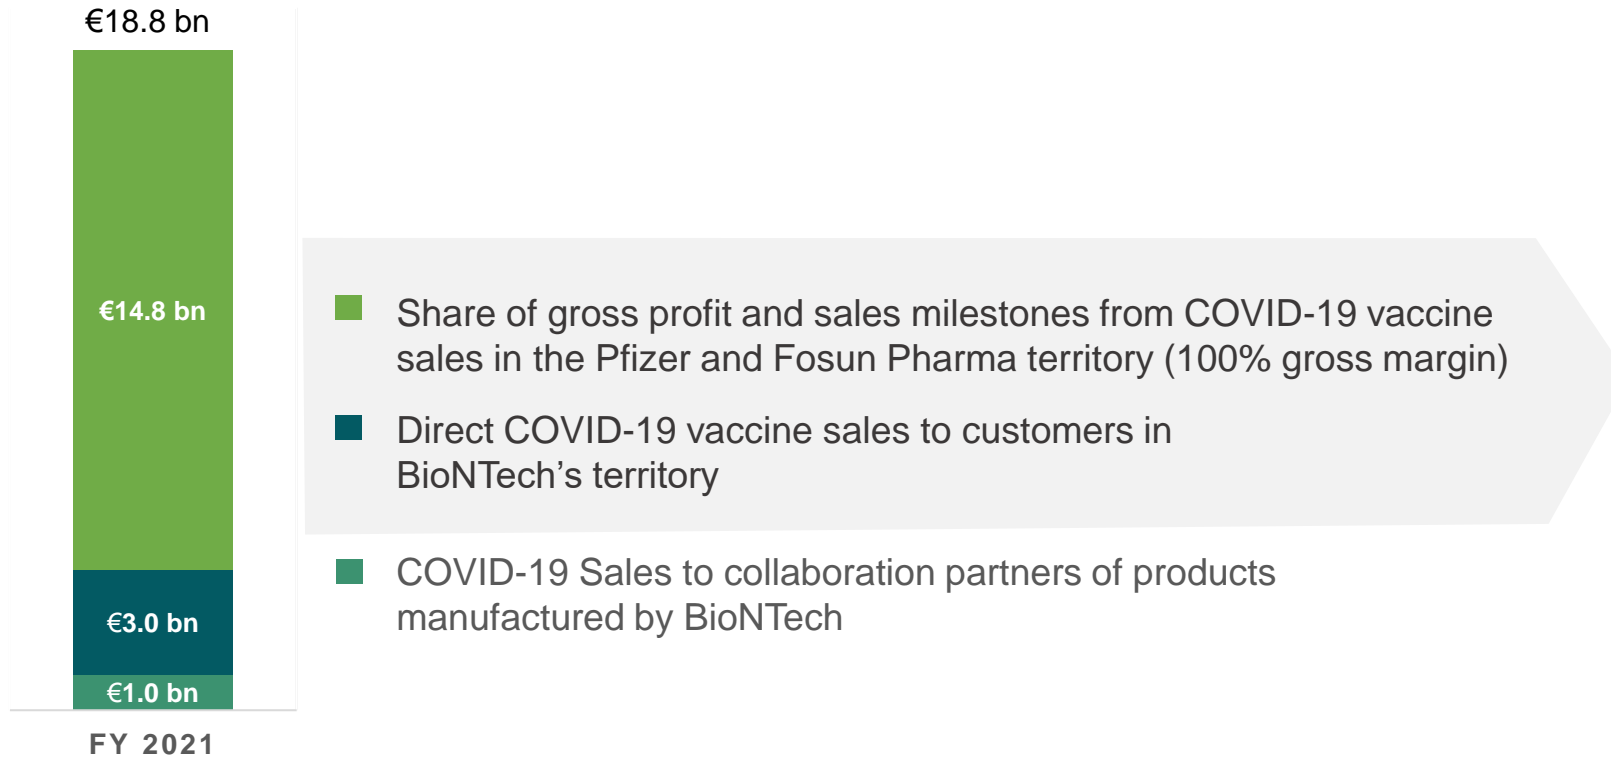 €18.8 bn
€14.8 bn
€3.0 bn
€1.0 bn
FY 2021
Share of gross profit and sales milestones from COVID-19 vaccine
sales in the Pfizer and Fosun Pharma territory (100% gross margin)
Direct COVID-19 vaccine sales to customers in
BioNTech’s territory
COVID-19 Sales to collaboration partners of products
manufactured by BioNTech